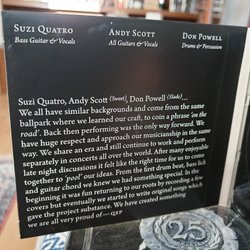 SUZI QUATRO
Bass Guitar & Vocals
ANDY SCOTT
All Guitars & Vocals
DON POWELL
Drums & Percussion
Suzi Quatro, Andy Scott (Sweet), Don Powell (Slade)...
We all have similar backgrounds and come from the same
ballpark where we learned our craft, to coin a phrase 'on the
road'. Back then performing was the only way forward. We
have huge respect and approach our musicianship in the same
way. We share an era and still continue to work and perform
separately in concerts all over the world. After many enjoyable
late night discussions it felt like the right time for us to come
together to 'pool' our ideas. From the first drum beat, bass lick
and guitar chord we knew we had something special. In the
beginning it was fun returning to our roots by recording a few
covers but eventually we started to write original songs which
gave the project substance. We have created something
we are all very proud of — QSP
25